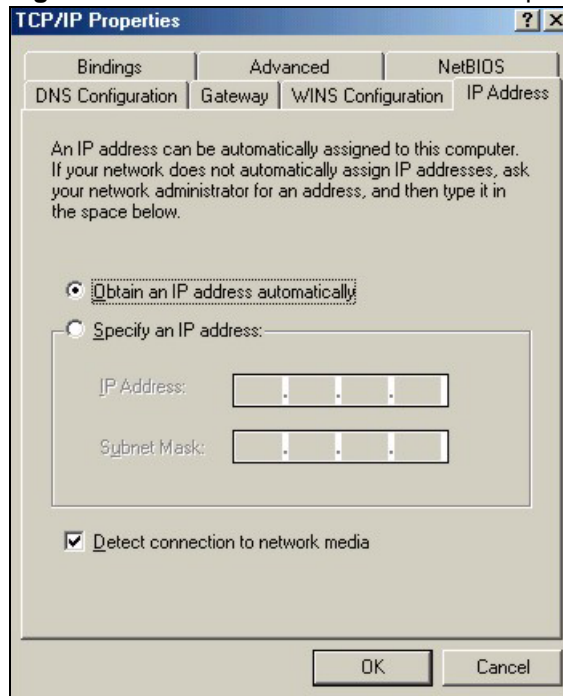 TCP/IP Properties
Bindings Advanced NetBIOS
DNS Configuration Gateway WINS Configuration IP Address
An IP address can be automatically assigned to this computer.
If your network does not automatically assign IP addresses, ask
your network administrator for an address, and then type it in
the space below.
Obtain an IP address automatically
Specify an IP address:
IP Address:
Subnet Mask:
Detect connection to network media
OK Cancel